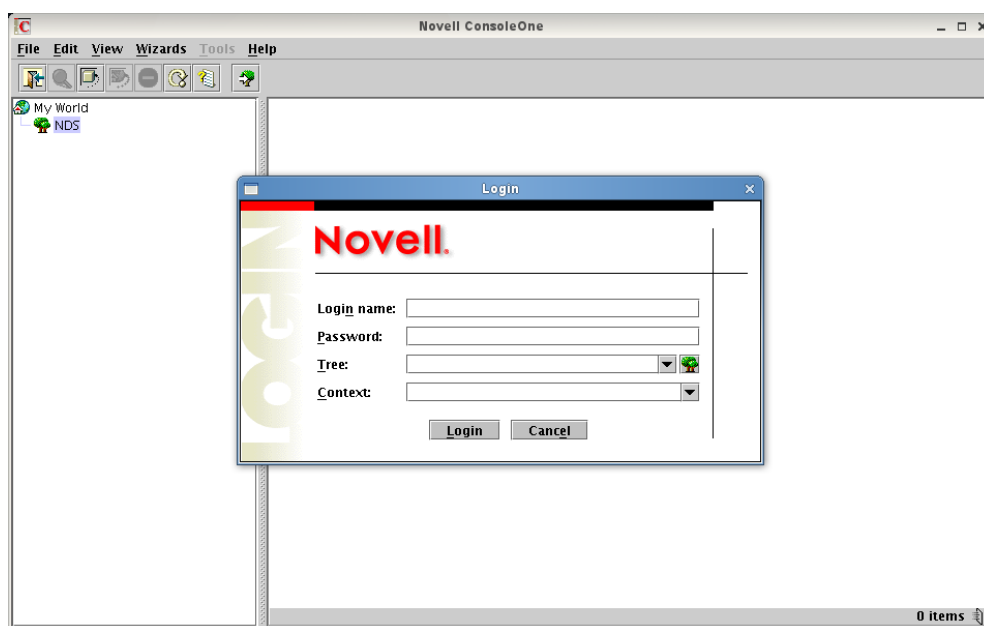 Novell ConsoleOne
File Edit View Wizards Tools Help
My World
NDS
Login
LOGIN
Novell.
Login name:
Password:
Tree:
Context:
Login Cancel
0 items